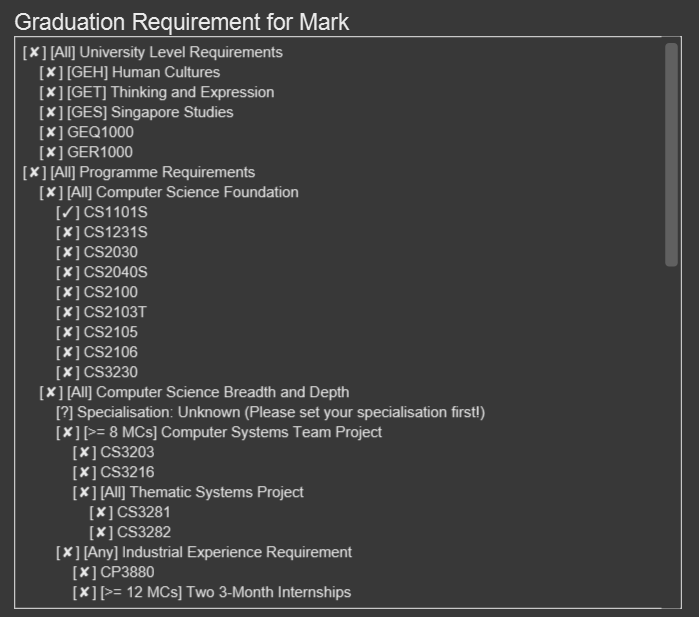 Graduation Requirement for Mark
[✘] [All] University Level Requirements
[✘] [GEH] Human Cultures
[✘] [GET] Thinking and Expression
[✘] [GES] Singapore Studies
[✘] GEQ1000
[✘] GER1000
[✘] [All] Programme Requirements
[✘] [All] Computer Science Foundation
[✓] CS1101S
[✘] CS1231S
[✘] CS2030
[✘] CS2040S
[✘] CS2100
[✘] CS2103T
[✘] CS2105
[✘] CS2106
[✘] CS3230
[✘] [All] Computer Science Breadth and Depth
[?] Specialisation: Unknown (Please set your specialisation first!)
[✘] [>= 8 MCs] Computer Systems Team Project
[✘] CS3203
[✘] CS3216
[✘] [All] Thematic Systems Project
[✘] CS3281
[✘] CS3282
[✘] [Any] Industrial Experience Requirement
[✘] CP3880
[✘] [>= 12 MCs] Two 3-Month Internships